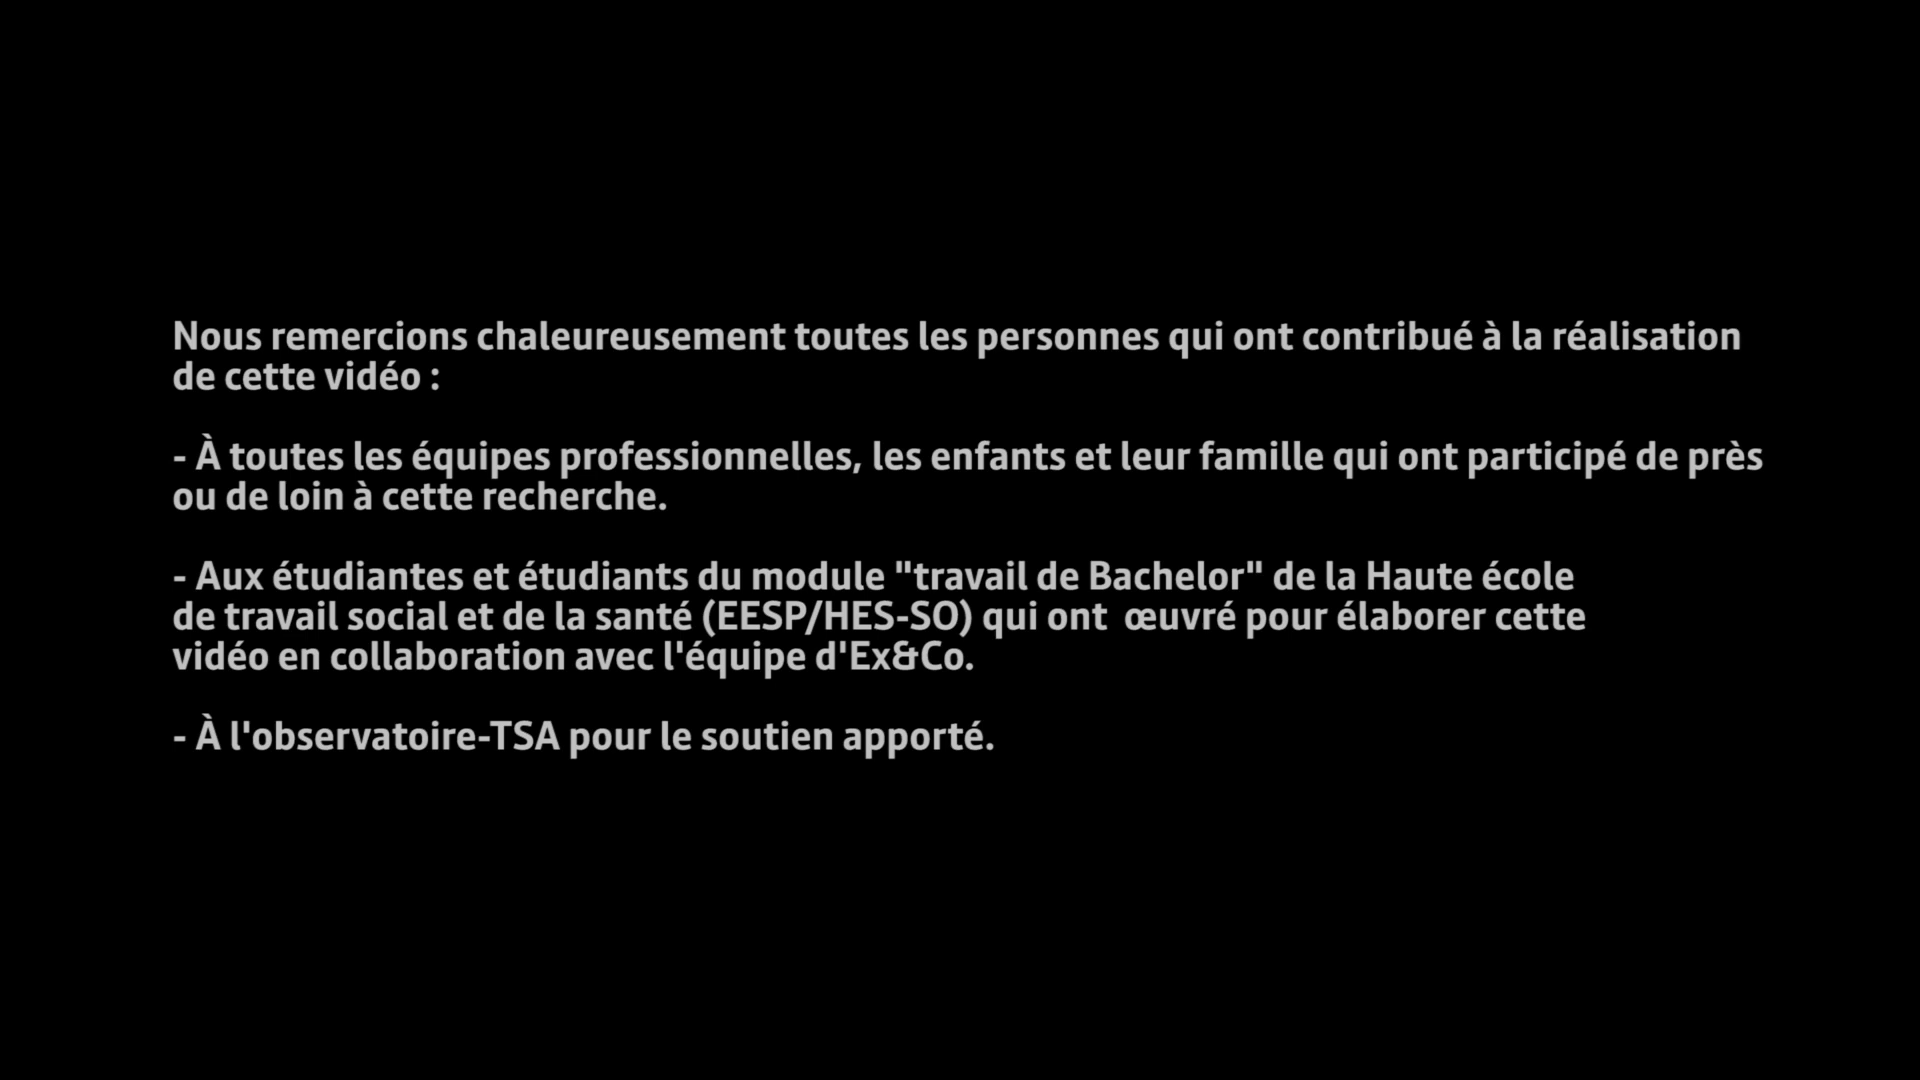 Nous remercions chaleureusement toutes les personnes qui ont contribué à la réalisation
de cette vidéo :
- À toutes les équipes professionnelles, les enfants et leur famille qui ont participé de près
ou de loin à cette recherche.
- Aux étudiantes et étudiants du module "travail de Bachelor" de la Haute école
de travail social et de la santé (EESP/HES-SO) qui ont  œuvré pour élaborer cette
vidéo en collaboration avec l'équipe d'Ex&Co.
- À l'observatoire-TSA pour le soutien apporté.